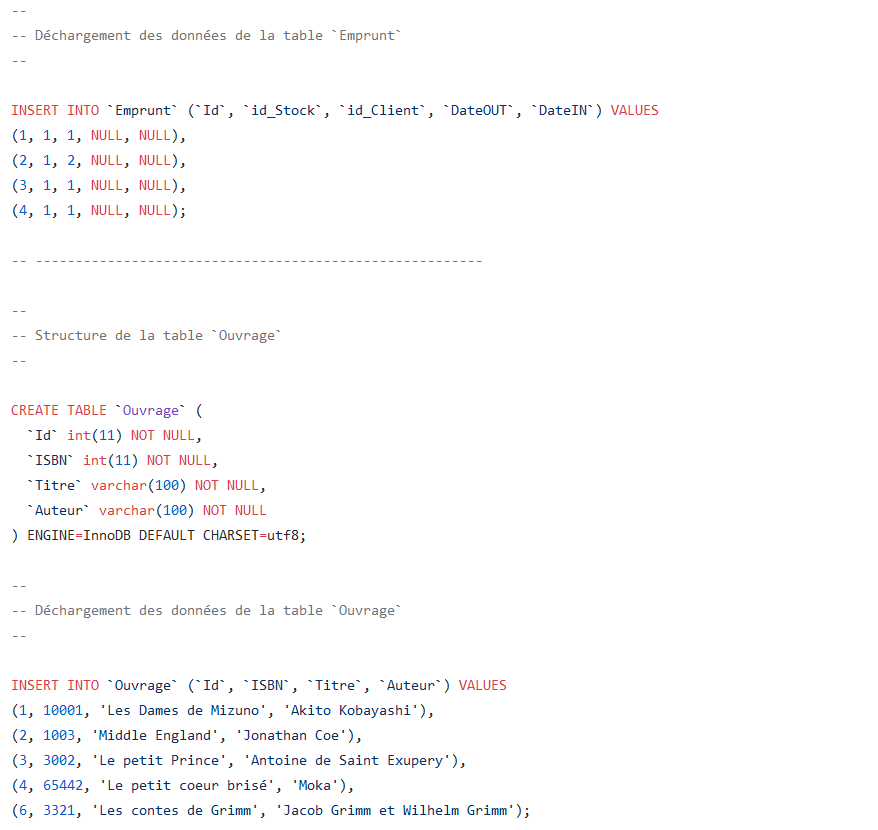 --
-- Déchargement des données de la table `Emprunt`
--
INSERT INTO `Emprunt` (`Id`, `id_Stock`, `id_Client`, `DateOUT`, `DateIN`) VALUES
(1, 1, 1, NULL, NULL),
(2, 1, 2, NULL, NULL),
(3, 1, 1, NULL, NULL),
(4, 1, 1, NULL, NULL);
-- --------------------------------------------------------
--
-- Structure de la table `Ouvrage`
--
CREATE TABLE `Ouvrage` (
  `Id` int(11) NOT NULL,
  `ISBN` int(11) NOT NULL,
  `Titre` varchar(100) NOT NULL,
  `Auteur` varchar(100) NOT NULL
) ENGINE=InnoDB DEFAULT CHARSET=utf8;
--
-- Déchargement des données de la table `Ouvrage`
--
INSERT INTO `Ouvrage` (`Id`, `ISBN`, `Titre`, `Auteur`) VALUES
(1, 10001, 'Les Dames de Mizuno', 'Akito Kobayashi'),
(2, 1003, 'Middle England', 'Jonathan Coe'),
(3, 3002, 'Le petit Prince', 'Antoine de Saint Exupery'),
(4, 65442, 'Le petit coeur brisé', 'Moka'),
(6, 3321, 'Les contes de Grimm', 'Jacob Grimm et Wilhelm Grimm');